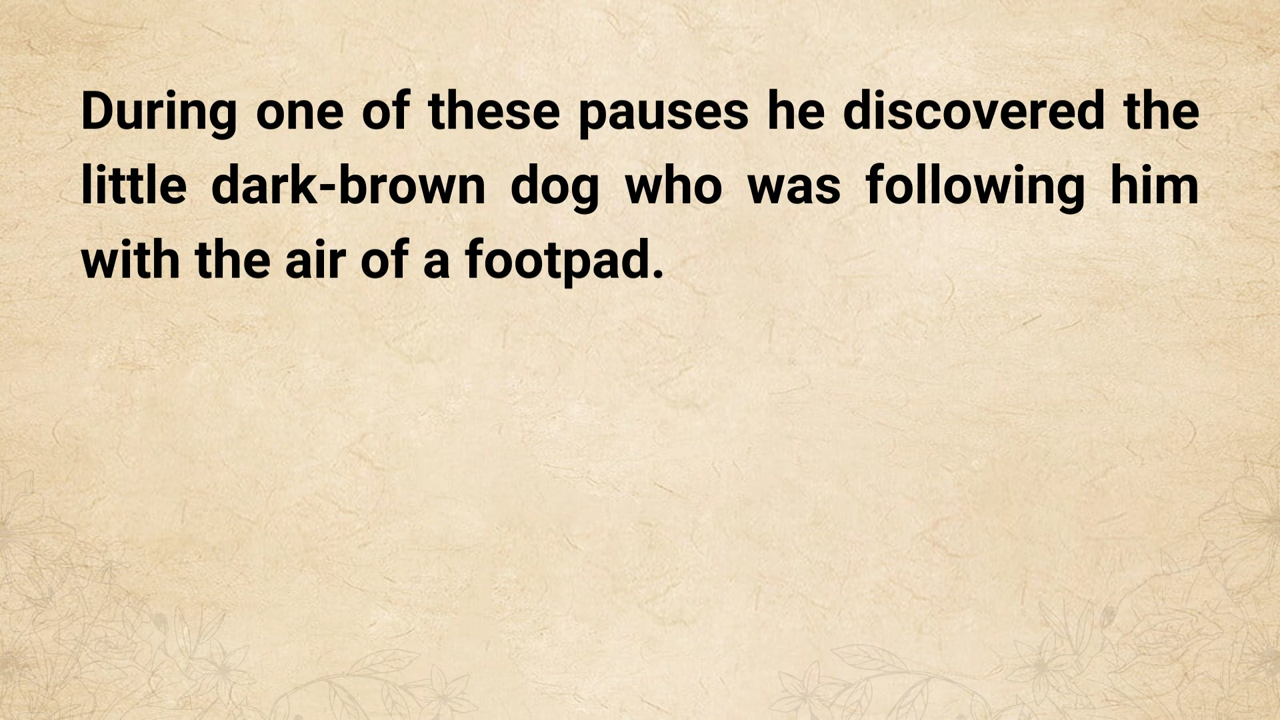 During one of these pauses he discovered the
little dark-brown dog who was following him
with the air of a footpad.